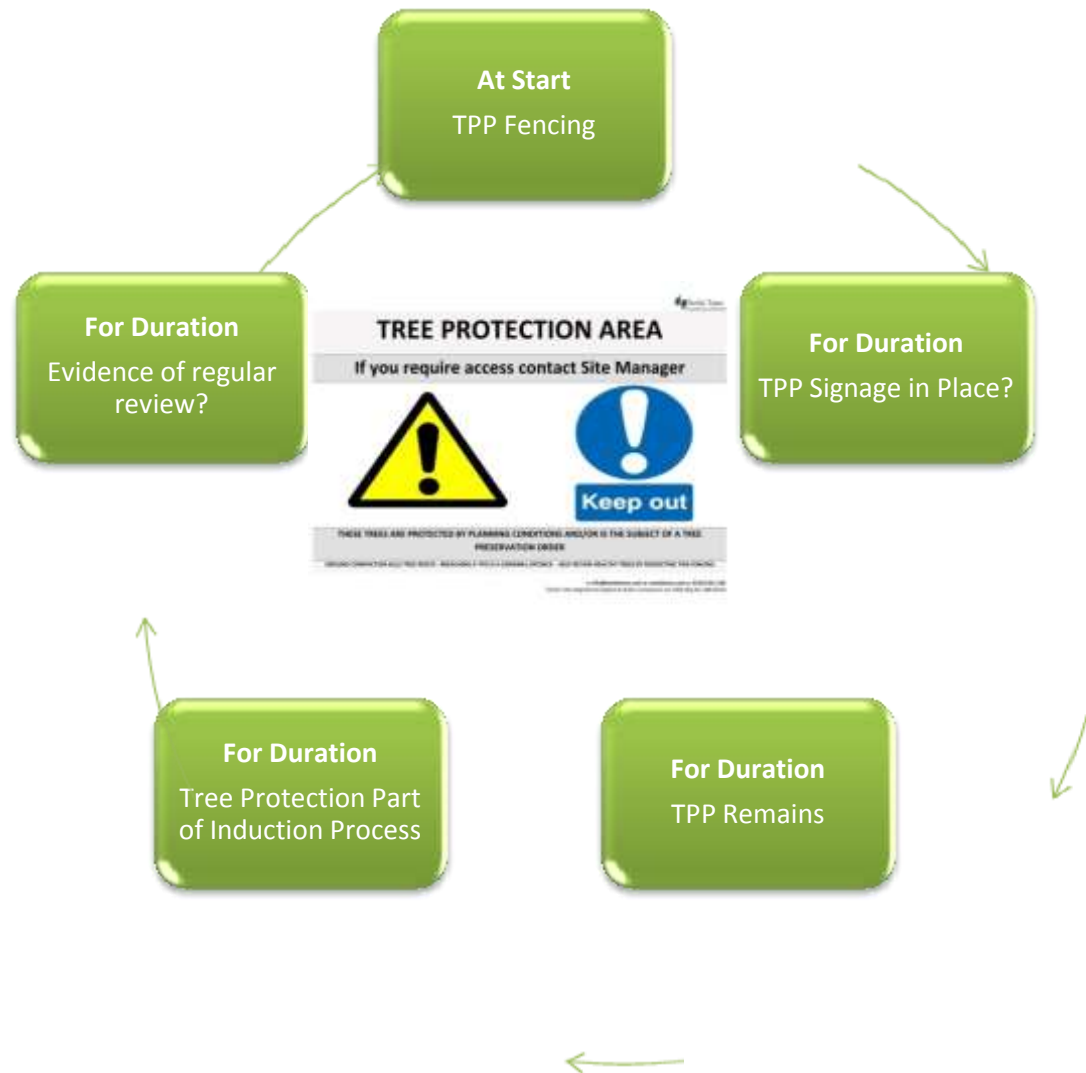 At Start
TPP Fencing
For Duration
TPP Signage in Place?
For Duration
TPP Remains
For Duration
Tree Protection Part
of Induction Process
For Duration
Evidence of regular
review?
TREE PROTECTION AREA
If you require access contact Site Manager
Keep out
THESE TREES ARE PROTECTED BY PLANNING CONDITIONS AND/OR IS THE SUBJECT OF A TREE
PRESERVATION ORDER